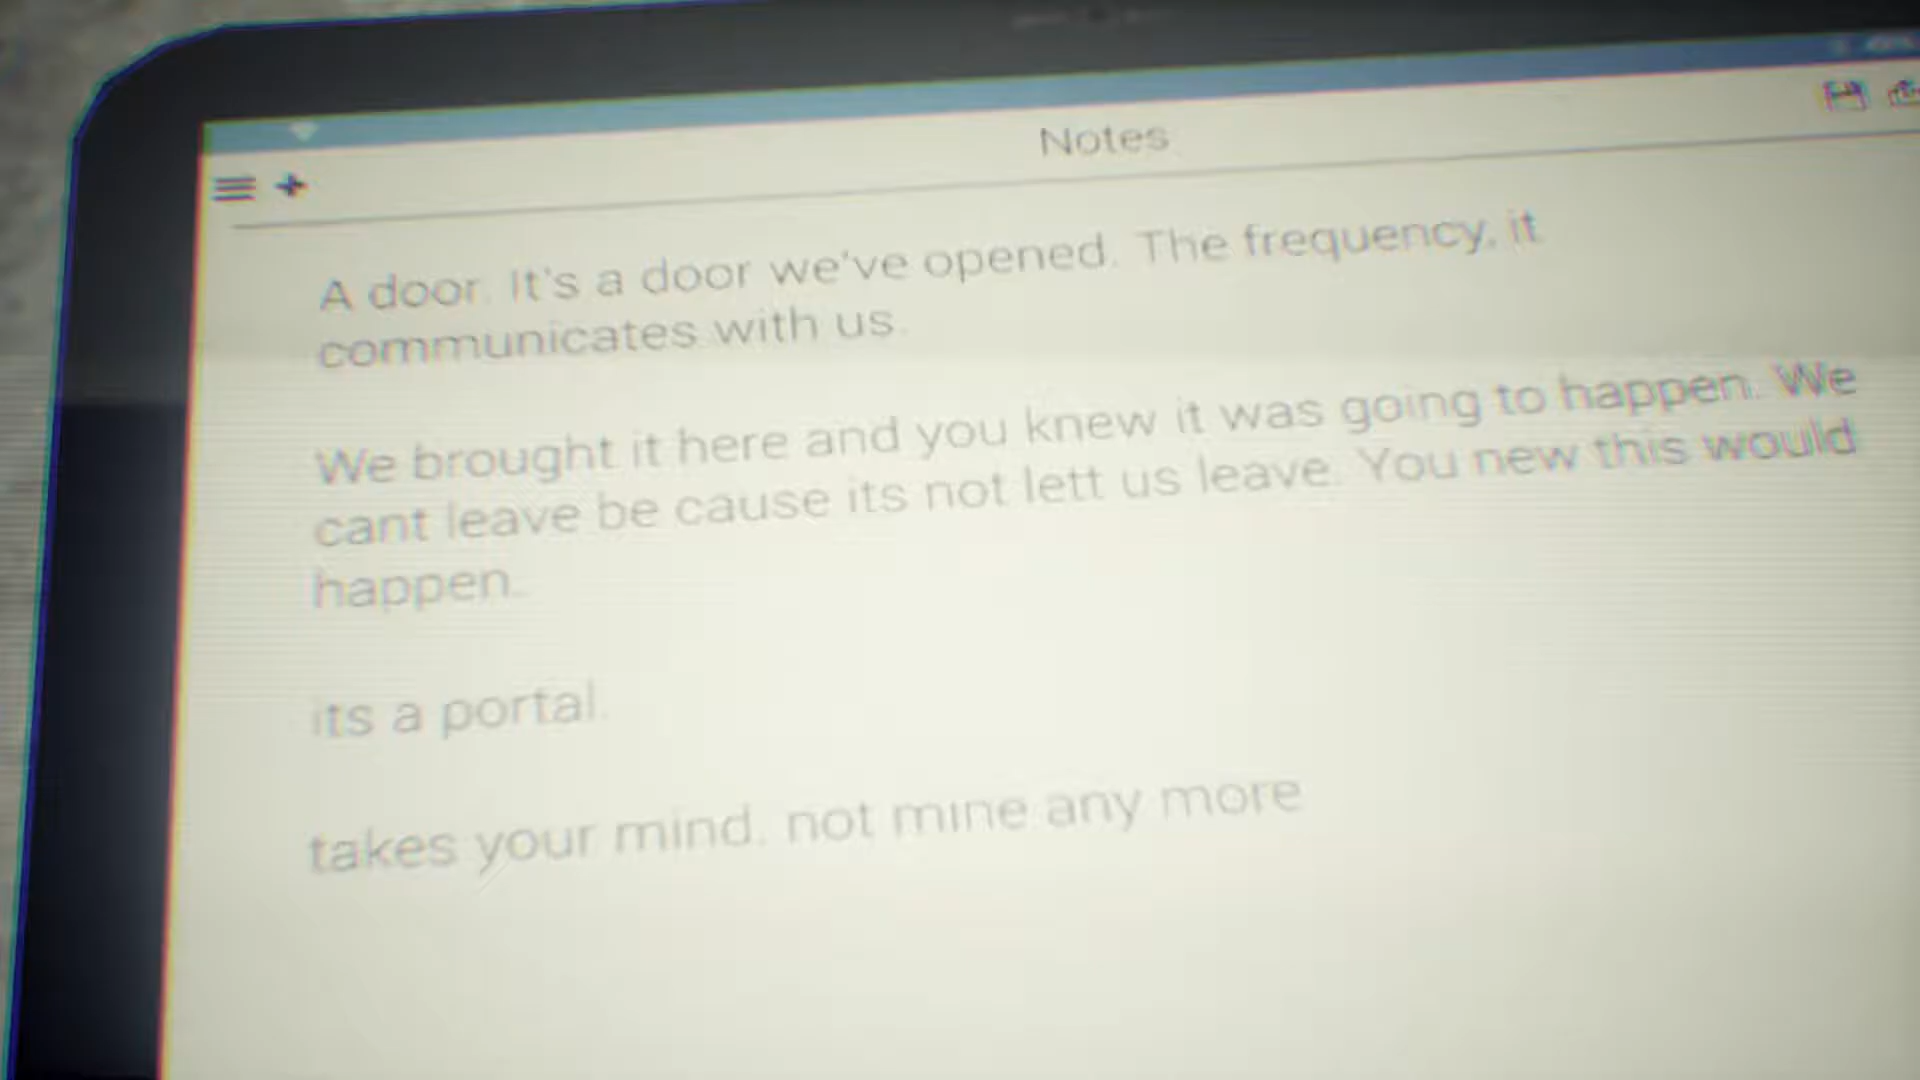 Notes
A door. It's a door we've opened. The frequency, it
communicates with us.
We brought it here and you knew it was going to happen. We
cant leave be cause its not lett us leave. You new this would
happen.
its a portal.
takes your mind. not mine any more